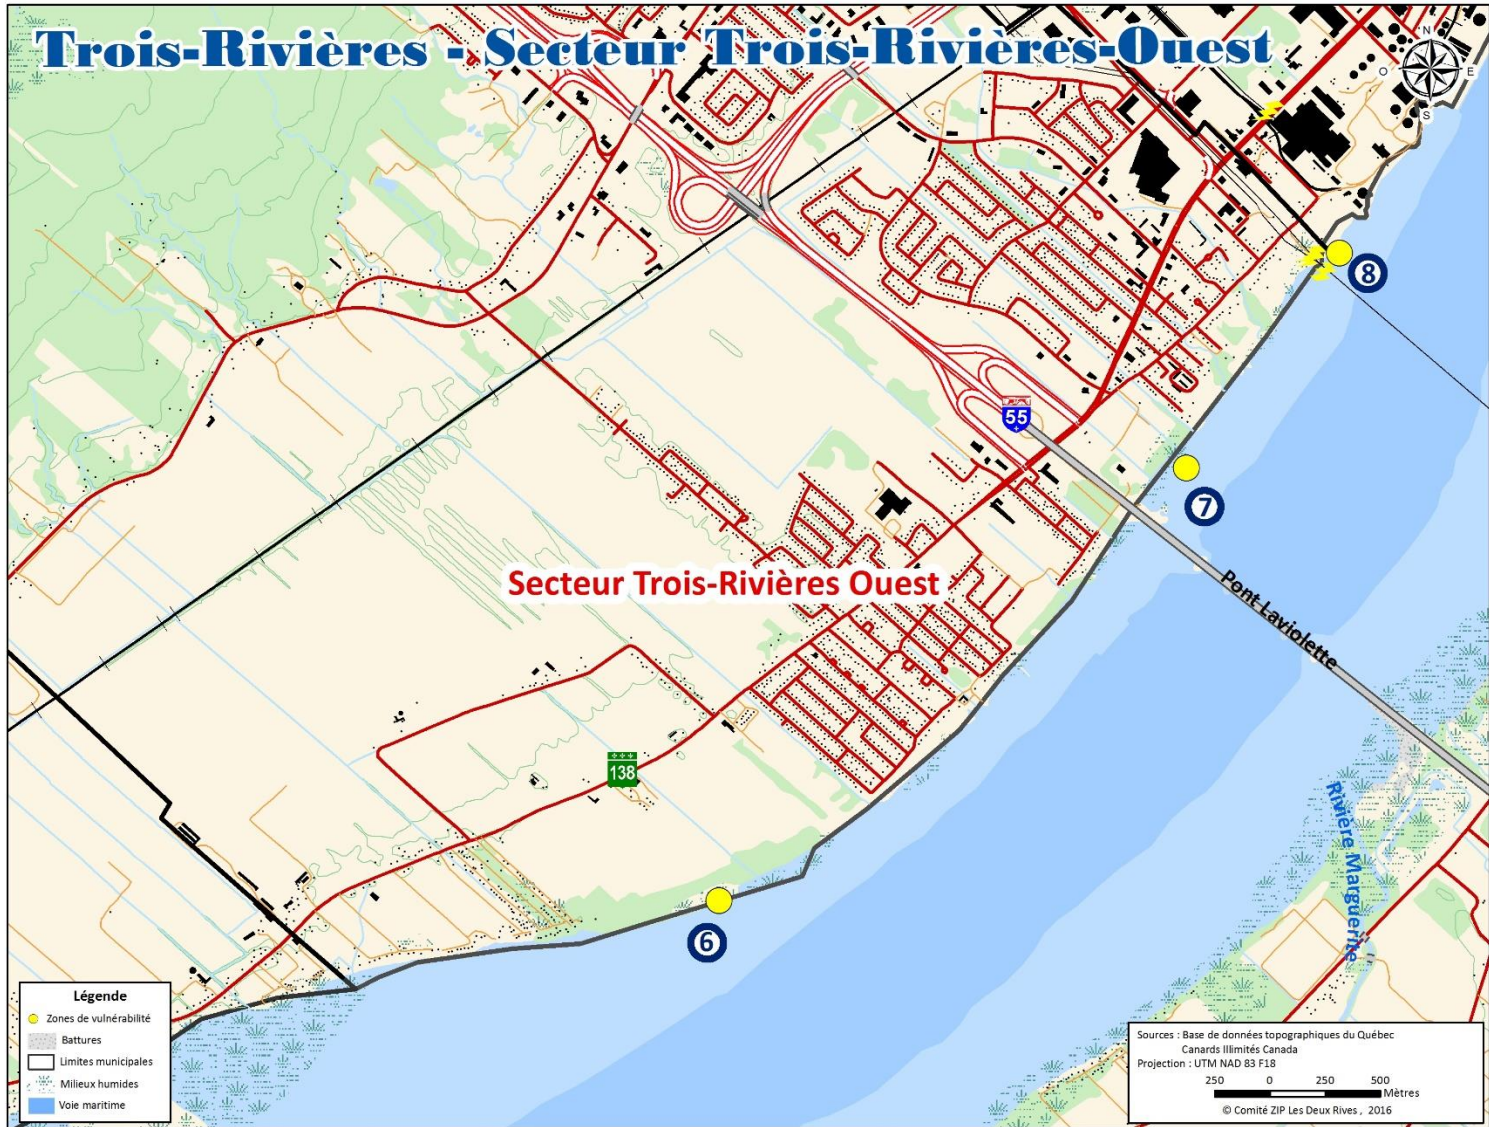 Trois-Rivières - Secteur Trois-Rivières-Ouest
N
O
E
S
8
55
7
Pont Laviolette
Secteur Trois-Rivières Ouest
138
Rivière Marguerite
6
Légende
Zones de vulnérabilité
Battures
Limites municipales
Milieux humides
Voie maritime
Sources : Base de données topographiques du Québec
Canards Illimités Canada
Projection : UTM NAD 83 F18
250 0 250 500
Mètres
© Comité ZIP Les Deux Rives , 2016